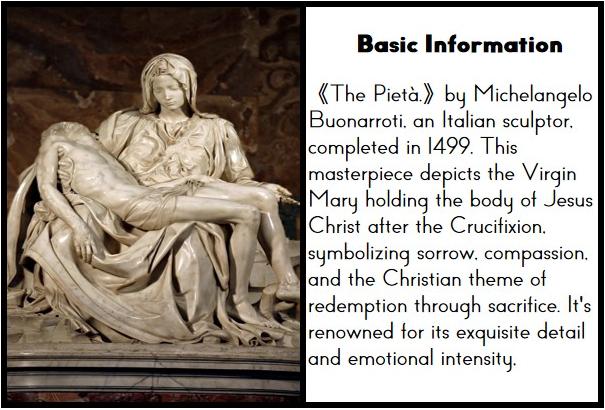 Basic Information
《The Pietà,》 by Michelangelo
Buonarroti, an Italian sculptor,
completed in 1499. This
masterpiece depicts the Virgin
Mary holding the body of Jesus
Christ after the Crucifixion,
symbolizing sorrow, compassion,
and the Christian theme of
redemption through sacrifice. It's
renowned for its exquisite detail
and emotional intensity.